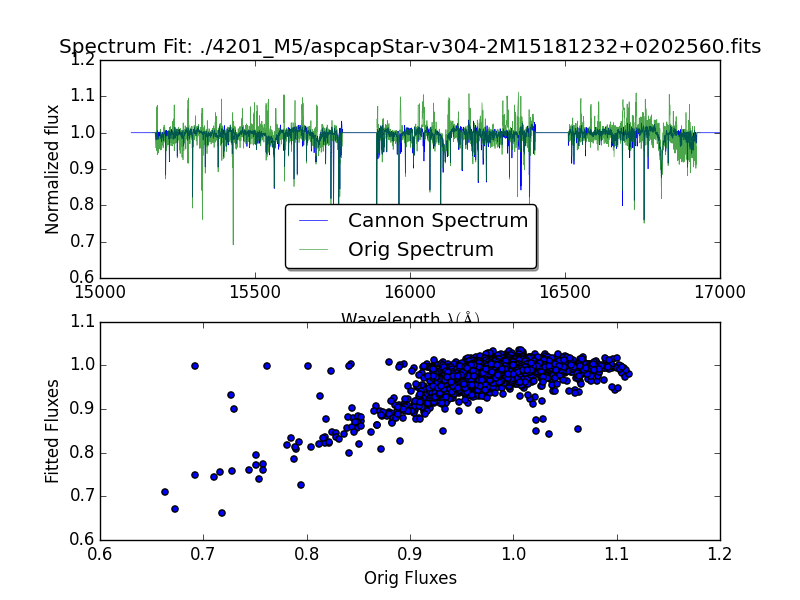 Spectrum Fit: ./4201_M5/aspcapStar-v304-2M15181232+0202560.fits
1.2
1.1
1.0
0.9
0.8
0.7
0.6
Normalized flux
Cannon Spectrum
Orig Spectrum
15000 15500 16000 16500 17000
Wavelength λ(Å)
1.1
1.0
0.9
0.8
0.7
0.6
Fitted Fluxes
0.6 0.7 0.8 0.9 1.0 1.1 1.2
Orig Fluxes